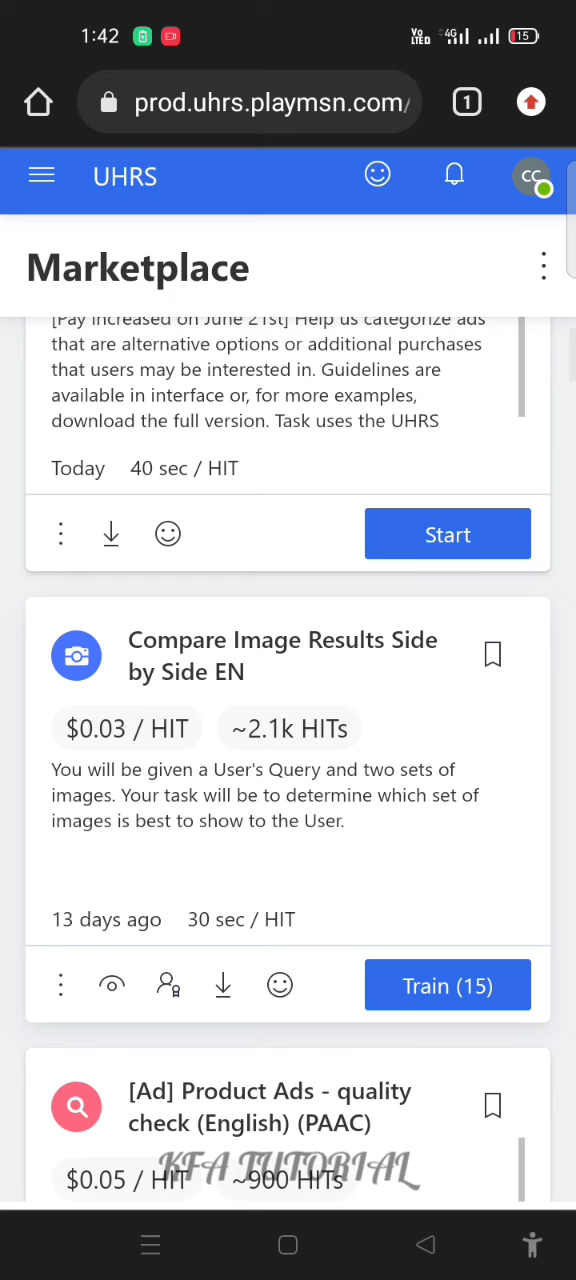 1:42
Vo LTED 4G 15
prod.uhrs.playmsn.com/
1
UHRS
CC
Marketplace
[Pay increased on June 21st] Help us categorize ads
that are alternative options or additional purchases
that users may be interested in. Guidelines are
available in interface or, for more examples,
download the full version. Task uses the UHRS
Today 40 sec / HIT
Start
Compare Image Results Side
by Side EN
$0.03 / HIT ~2.1k HITs
You will be given a User's Query and two sets of
images. Your task will be to determine which set of
images is best to show to the User.
13 days ago 30 sec / HIT
Train (15)
[Ad] Product Ads - quality
check (English) (PAAC)
KFA TUTORIAL
$0.05 / HIT ~900 HITs